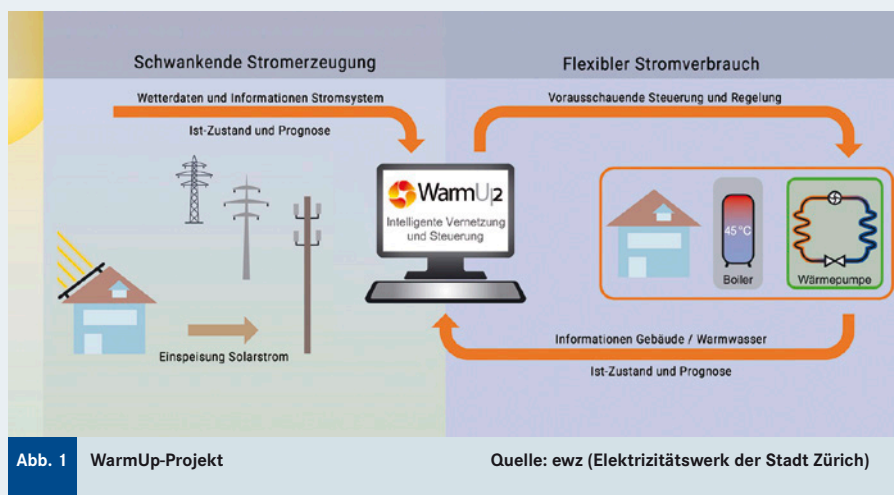 Schwankende Stromerzeugung
Flexibler Stromverbrauch
Wetterdaten und Informationen Stromsystem
Ist-Zustand und Prognose
Vorausschauende Steuerung und Regelung
WarmUp2
Intelligente Vernetzung
und Steuerung
45 °C
Boiler
Wärmepumpe
Einspeisung Solarstrom
Informationen Gebäude / Warmwasser
Ist-Zustand und Prognose
Abb. 1 WarmUp-Projekt Quelle: ewz (Elektrizitätswerk der Stadt Zürich)